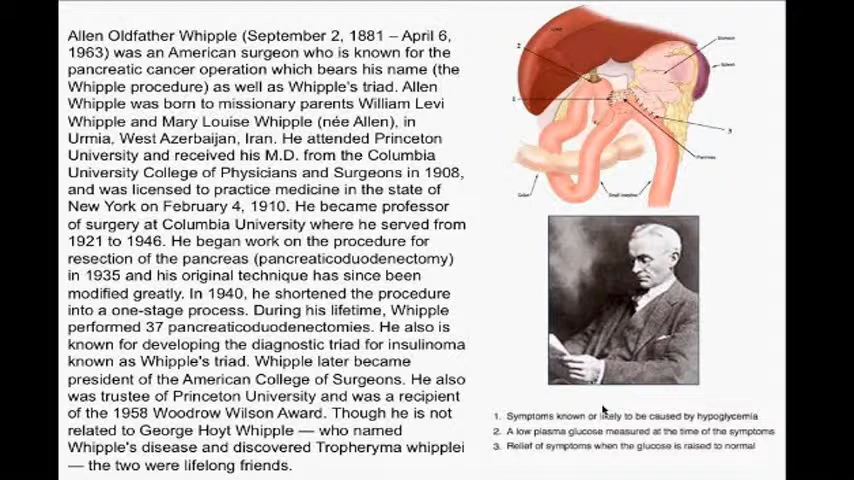 Allen Oldfather Whipple (September 2, 1881 – April 6,
1963) was an American surgeon who is known for the
pancreatic cancer operation which bears his name (the
Whipple procedure) as well as Whipple's triad. Allen
Whipple was born to missionary parents William Levi
Whipple and Mary Louise Whipple (née Allen), in
Urmia, West Azerbaijan, Iran. He attended Princeton
University and received his M.D. from the Columbia
University College of Physicians and Surgeons in 1908,
and was licensed to practice medicine in the state of
New York on February 4, 1910. He became professor
of surgery at Columbia University where he served from
1921 to 1946. He began work on the procedure for
resection of the pancreas (pancreaticoduodenectomy)
in 1935 and his original technique has since been
modified greatly. In 1940, he shortened the procedure
into a one-stage process. During his lifetime, Whipple
performed 37 pancreaticoduodenectomies. He also is
known for developing the diagnostic triad for insulinoma
known as Whipple's triad. Whipple later became
president of the American College of Surgeons. He also
was trustee of Princeton University and was a recipient
of the 1958 Woodrow Wilson Award. Though he is not
related to George Hoyt Whipple — who named
Whipple's disease and discovered Tropheryma whipplei
— the two were lifelong friends.
Liver
Stomach
Spleen
2
1
3
Pancreas
Colon
Small intestine
1. Symptoms known or likely to be caused by hypoglycemia
2. A low plasma glucose measured at the time of the symptoms
3. Relief of symptoms when the glucose is raised to normal